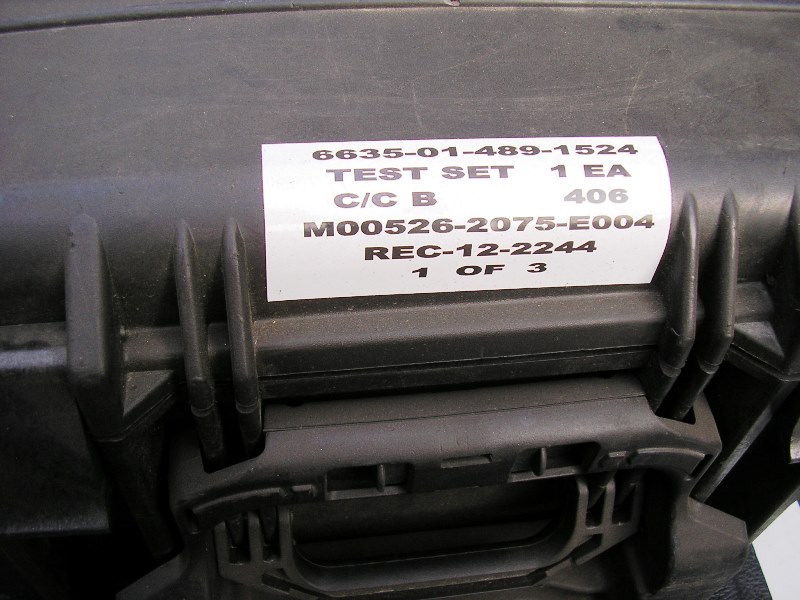 6635-01-489-1524
TEST SET 1 EA
C/C B 406
M00526-2075-E004
REC-12-2244
1 OF 3